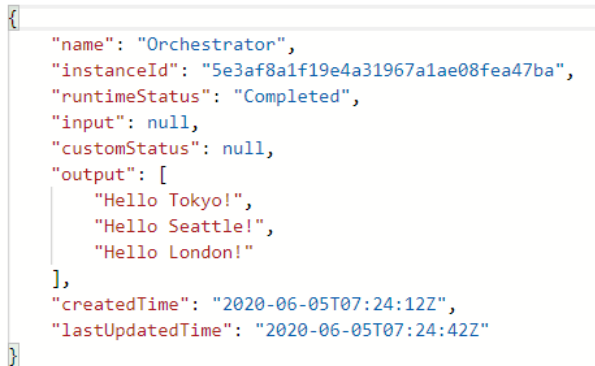 {
"name": "Orchestrator",
"instanceId": "5e3af8a1f19e4a31967a1ae08fea47ba",
"runtimeStatus": "Completed",
"input": null,
"customStatus": null,
"output": [
"Hello Tokyo!",
"Hello Seattle!",
"Hello London!"
],
"createdTime": "2020-06-05T07:24:12Z",
"lastUpdatedTime": "2020-06-05T07:24:42Z"
}